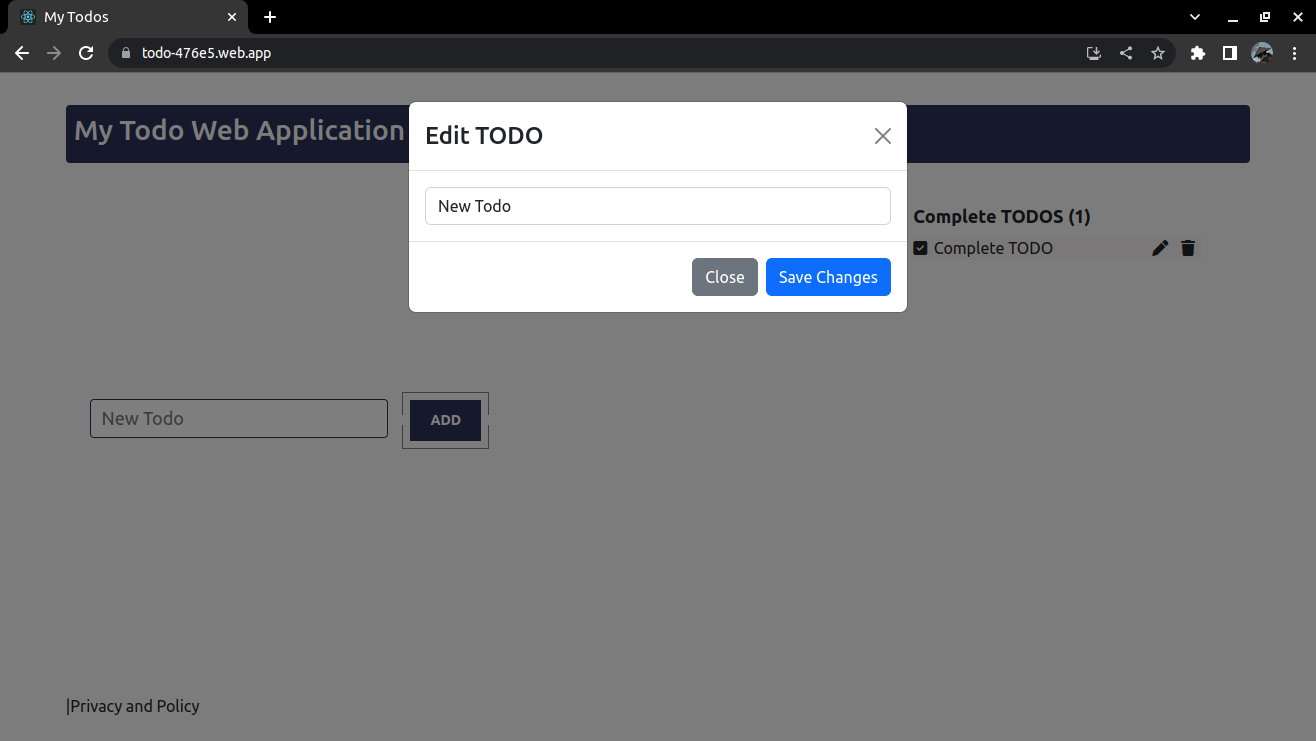 My Todos
todo-476e5.web.app
My Todo Web Application
Edit TODO
New Todo
Close
Save Changes
Complete TODOS (1)
Complete TODO
New Todo
ADD
|Privacy and Policy